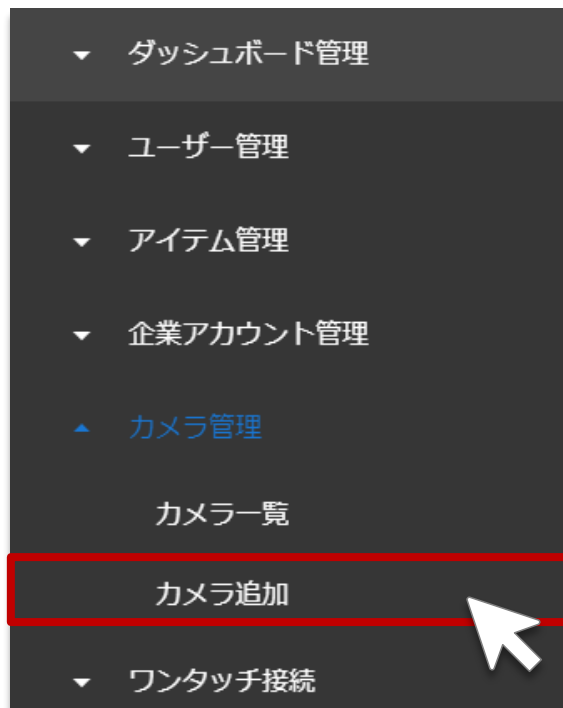 ダッシュボード管理
ユーザー管理
アイテム管理
企業アカウント管理
カメラ管理
カメラ一覧
カメラ追加
ワンタッチ接続